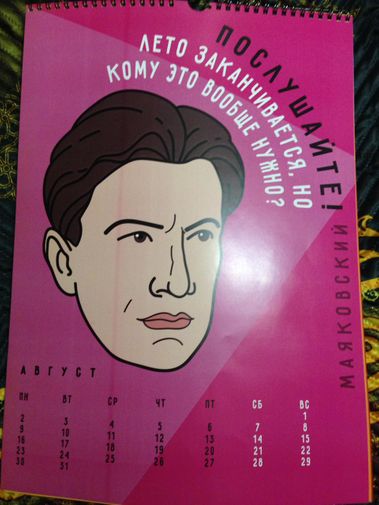 ПОСЛУШАЙТЕ!
ЛЕТО ЗАКАНЧИВАЕТСЯ, НО
КОМУ ЭТО ВООБЩЕ НУЖНО?
МАЯКОВСКИЙ
АВГУСТ
ПН ВТ СР ЧТ ПТ СБ ВС
1
2 3 4 5 6 7 8
9 10 11 12 13 14 15
16 17 18 19 20 21 22
23 24 25 26 27 28 29
30 31